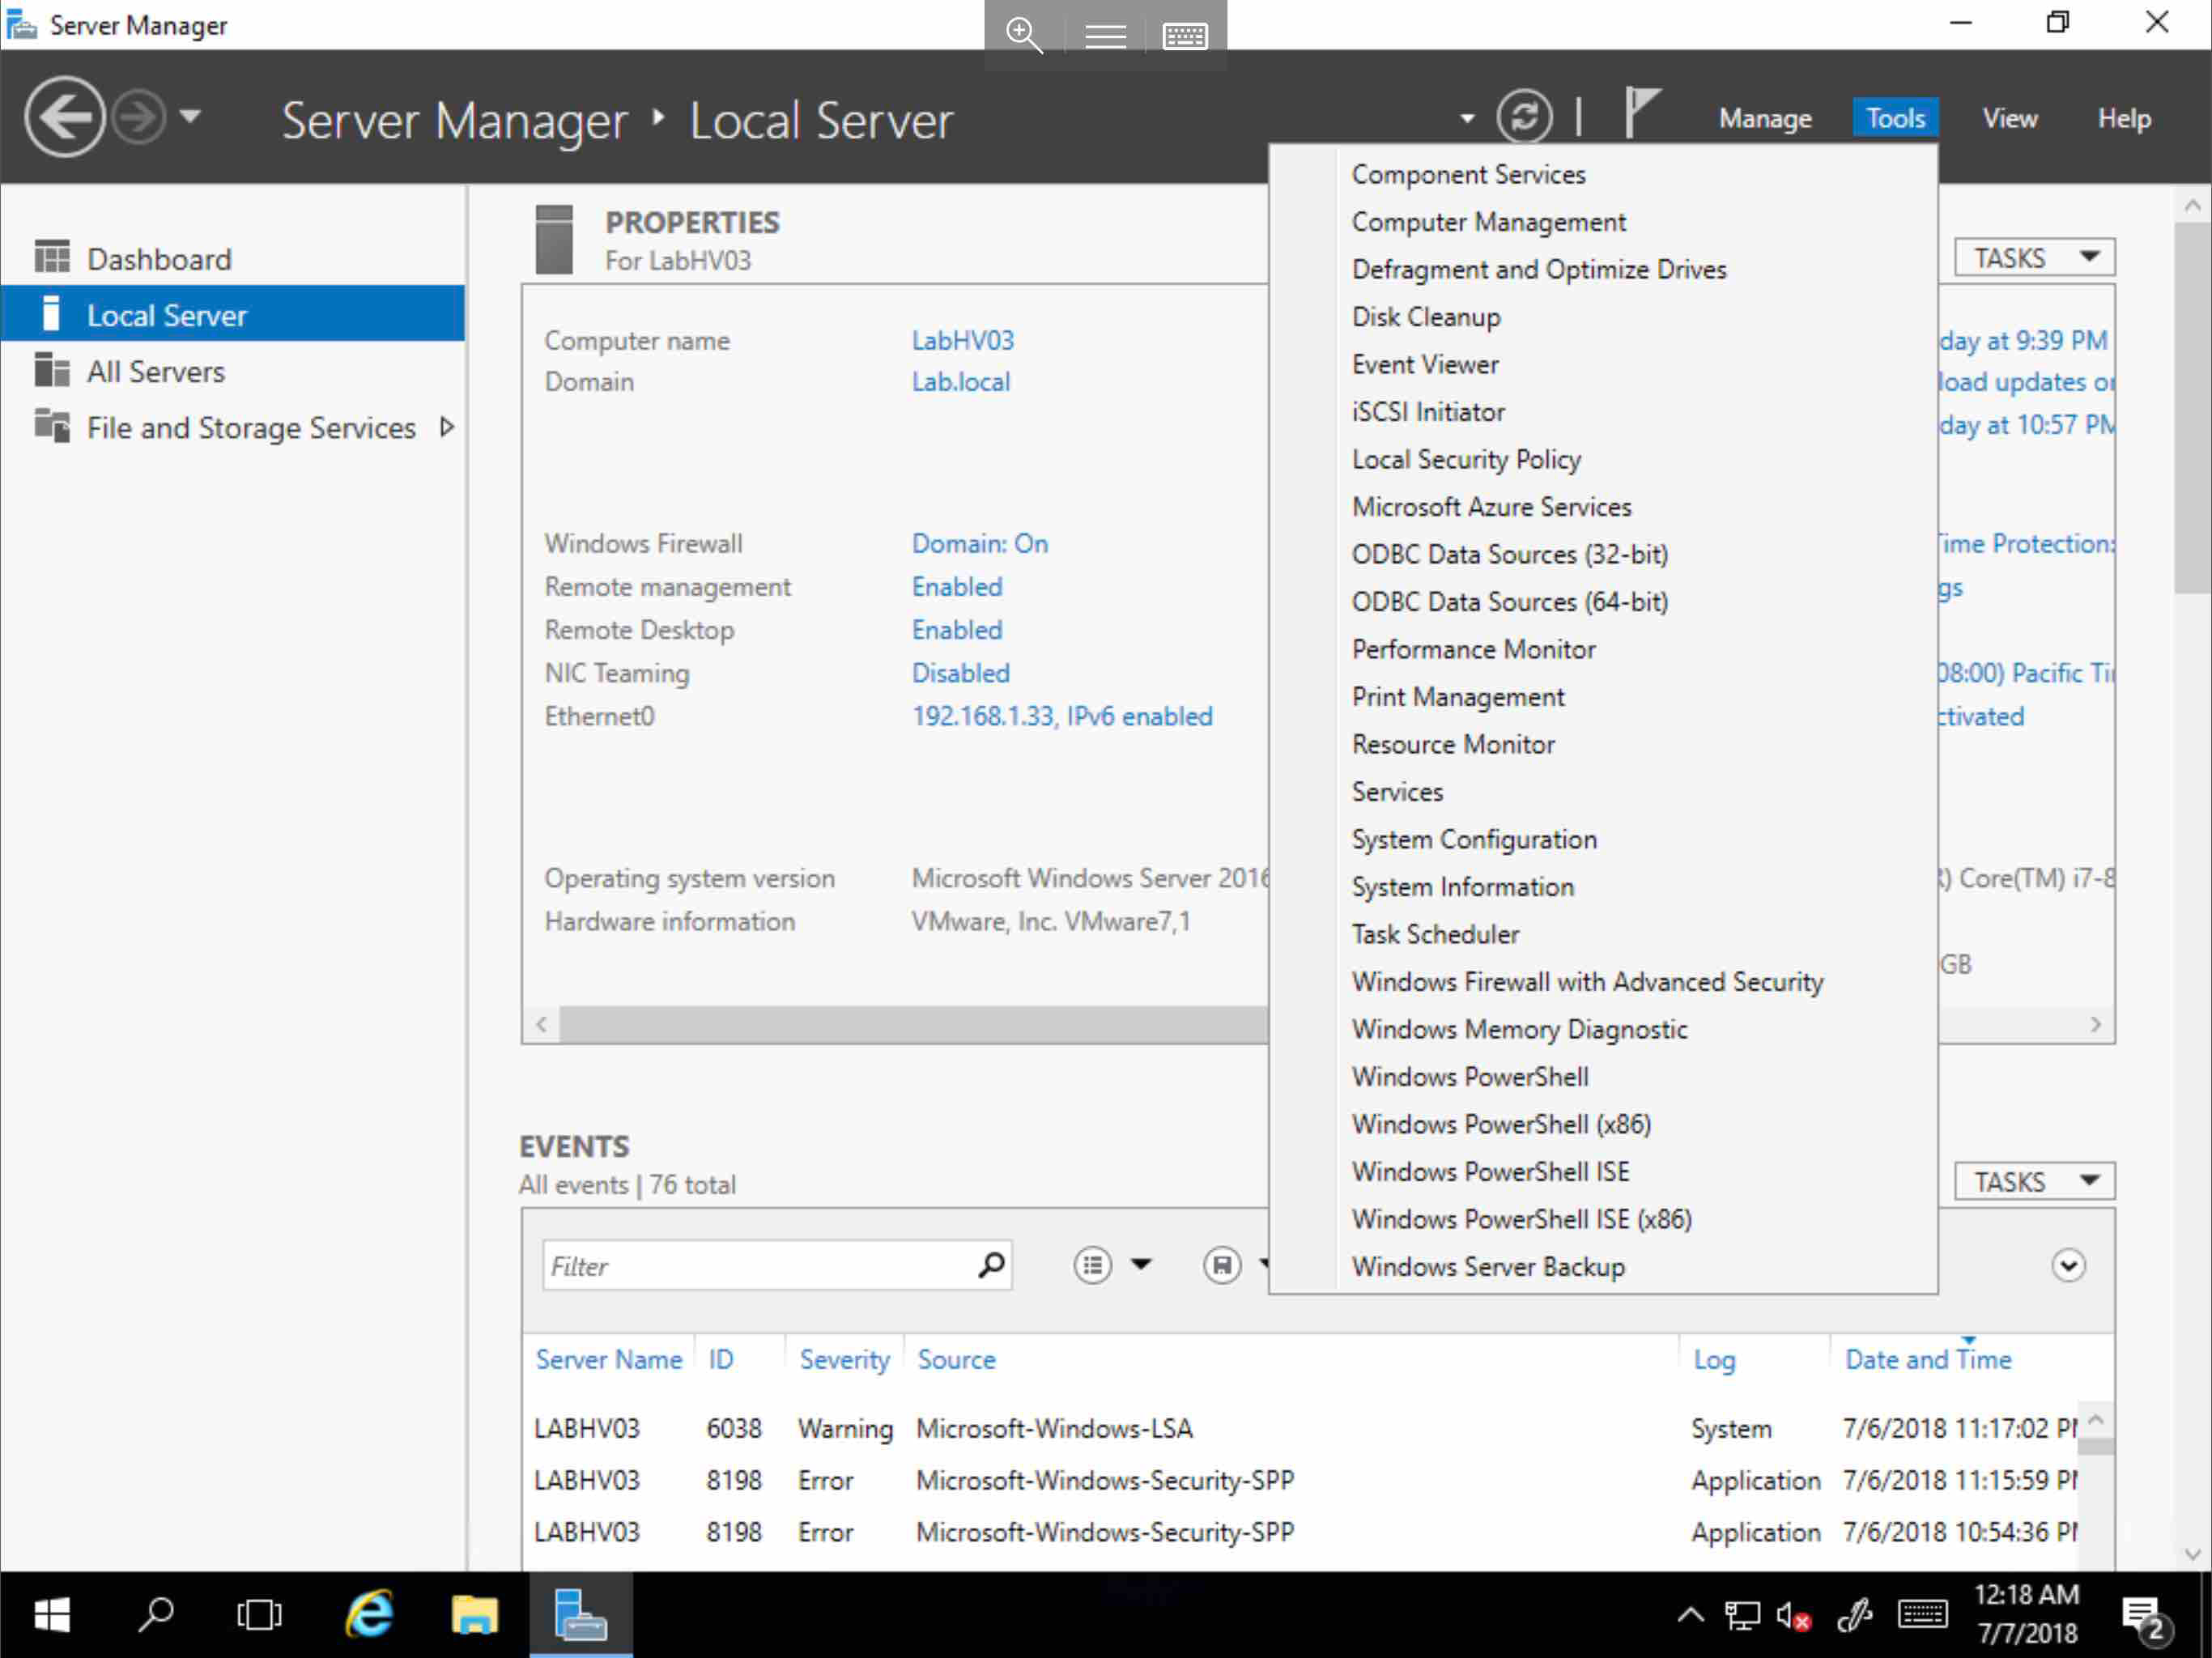 Server Manager
Server Manager Local Server
Manage Tools View Help
Dashboard
Local Server
All Servers
File and Storage Services
PROPERTIES
For LabHV03
TASKS
Computer name LabHV03
Domain Lab.local
Windows Firewall Domain: On
Remote management Enabled
Remote Desktop Enabled
NIC Teaming Disabled
Ethernet0 192.168.1.33, IPv6 enabled
Operating system version Microsoft Windows Server 2016
Hardware information VMware, Inc. VMware7,1
day at 9:39 PM
load updates
day at 10:57 PM
Time Protection:
gs
08:00) Pacific
ctivated
Core(TM) i7-8
GB
Component Services
Computer Management
Defragment and Optimize Drives
Disk Cleanup
Event Viewer
iSCSI Initiator
Local Security Policy
Microsoft Azure Services
ODBC Data Sources (32-bit)
ODBC Data Sources (64-bit)
Performance Monitor
Print Management
Resource Monitor
Services
System Configuration
System Information
Task Scheduler
Windows Firewall with Advanced Security
Windows Memory Diagnostic
Windows PowerShell
Windows PowerShell (x86)
Windows PowerShell ISE
Windows PowerShell ISE (x86)
Windows Server Backup
EVENTS
All events | 76 total
TASKS
Filter
Server Name ID Severity Source Log Date and Time
LABHV03 6038 Warning Microsoft-Windows-LSA System 7/6/2018 11:17:02 PM
LABHV03 8198 Error Microsoft-Windows-Security-SPP Application 7/6/2018 11:15:59 PM
LABHV03 8198 Error Microsoft-Windows-Security-SPP Application 7/6/2018 10:54:36 PM
12:18 AM
7/7/2018
2